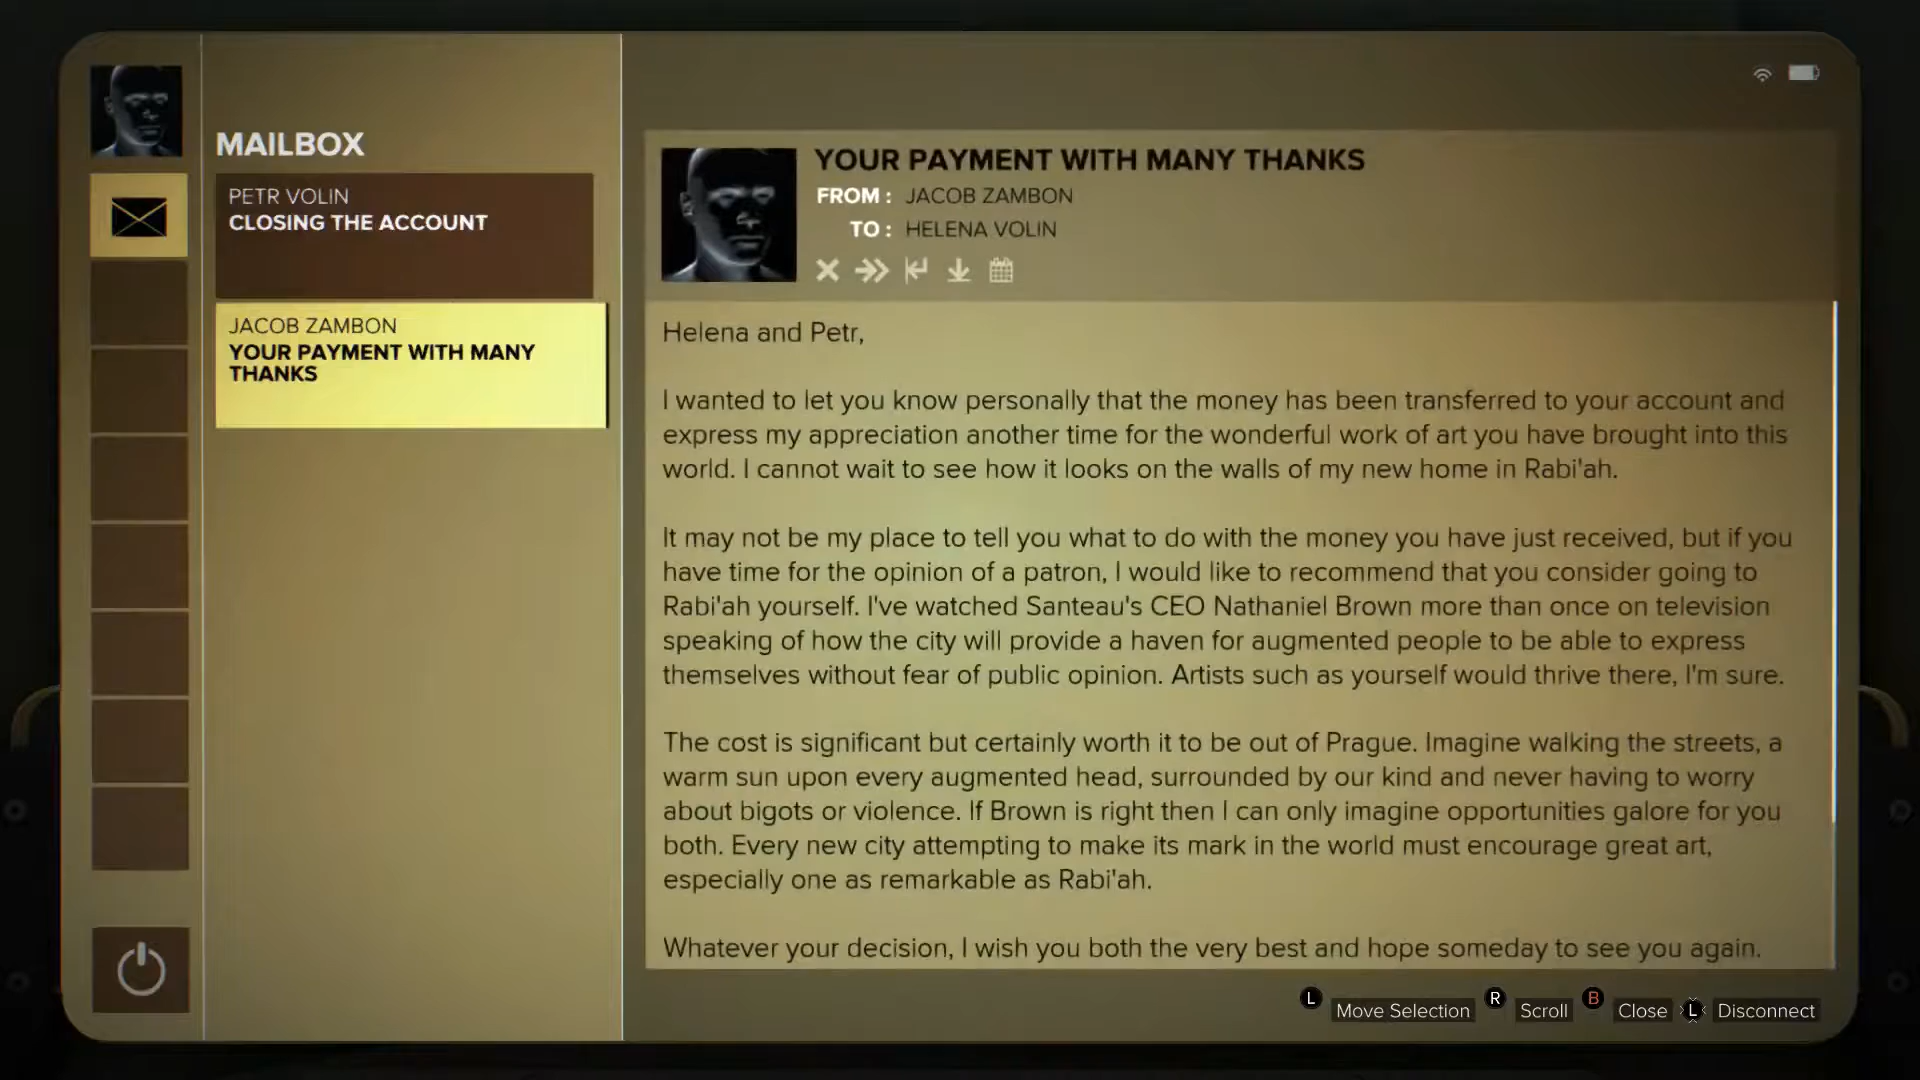 MAILBOX
PETR VOLIN
CLOSING THE ACCOUNT
JACOB ZAMBON
YOUR PAYMENT WITH MANY
THANKS
YOUR PAYMENT WITH MANY THANKS
FROM : JACOB ZAMBON
TO : HELENA VOLIN
Helena and Petr,
I wanted to let you know personally that the money has been transferred to your account and
express my appreciation another time for the wonderful work of art you have brought into this
world. I cannot wait to see how it looks on the walls of my new home in Rabi'ah.
It may not be my place to tell you what to do with the money you have just received, but if you
have time for the opinion of a patron, I would like to recommend that you consider going to
Rabi'ah yourself. I've watched Santeau's CEO Nathaniel Brown more than once on television
speaking of how the city will provide a haven for augmented people to be able to express
themselves without fear of public opinion. Artists such as yourself would thrive there, I'm sure.
The cost is significant but certainly worth it to be out of Prague. Imagine walking the streets, a
warm sun upon every augmented head, surrounded by our kind and never having to worry
about bigots or violence. If Brown is right then I can only imagine opportunities galore for you
both. Every new city attempting to make its mark in the world must encourage great art,
especially one as remarkable as Rabi'ah.
Whatever your decision, I wish you both the very best and hope someday to see you again.
L Move Selection R Scroll B Close L Disconnect